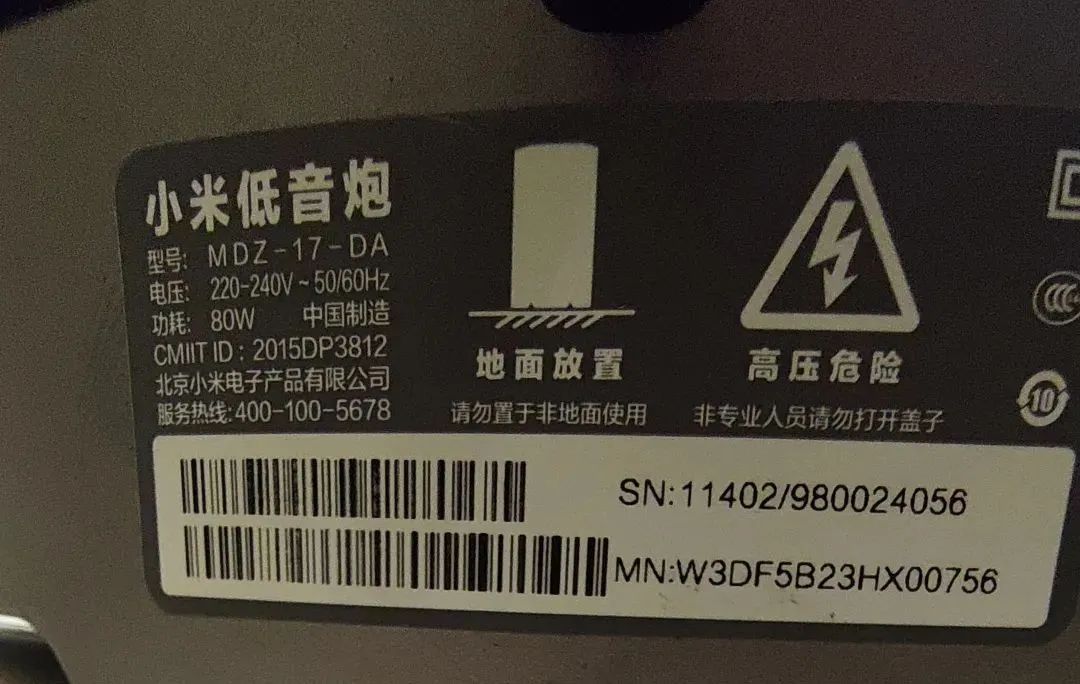 小米低音炮
型号: MDZ-17-DA
电压: 220-240V ~ 50/60Hz
功耗: 80W 中国制造
CMIIT ID : 2015DP3812
北京小米电子产品有限公司
服务热线:400-100-5678
地面放置
请勿置于非地面使用
高压危险
非专业人员请勿打开盖子
CCC
10
SN:11402/980024056
MN:W3DF5B23HX00756